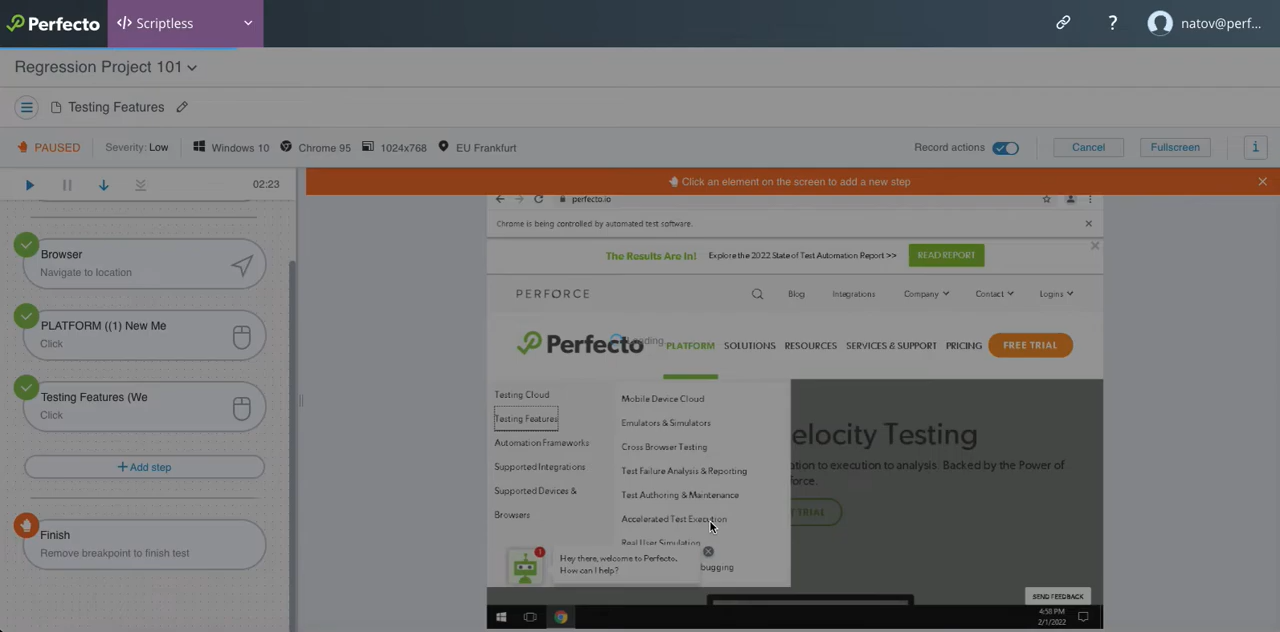 Perfecto
</> Scriptless
?
natov@perf...
Regression Project 101
Testing Features
PAUSED
Severity: Low
Windows 10
Chrome 95
1024x768
EU Frankfurt
Record actions
Cancel
Fullscreen
i
02:23
Click an element on the screen to add a new step
Browser
Navigate to location
PLATFORM ((1) New Me
Click
Testing Features (We
Click
+ Add step
Finish
Remove breakpoint to finish test
perfecto.io
Chrome is being controlled by automated test software.
The Results Are In!
Explore the 2022 State of Test Automation Report >>
READ REPORT
PERFORCE
Blog
Integrations
Company
Contact
Logins
Perfecto
Loading
PLATFORM
SOLUTIONS
RESOURCES
SERVICES & SUPPORT
PRICING
FREE TRIAL
Testing Cloud
Testing Features
Automation Frameworks
Supported Integrations
Supported Devices &
Browsers
Mobile Device Cloud
Emulators & Simulators
Cross Browser Testing
Test Failure Analysis & Reporting
Test Authoring & Maintenance
Accelerated Test Execution
Real User Simulation
bugging
elocity Testing
ation to execution to analysis. Backed by the Power of
force.
TRIAL
1
Hey there, welcome to Perfecto.
How can I help?
SEND FEEDBACK
4:58 PM
2/1/2022